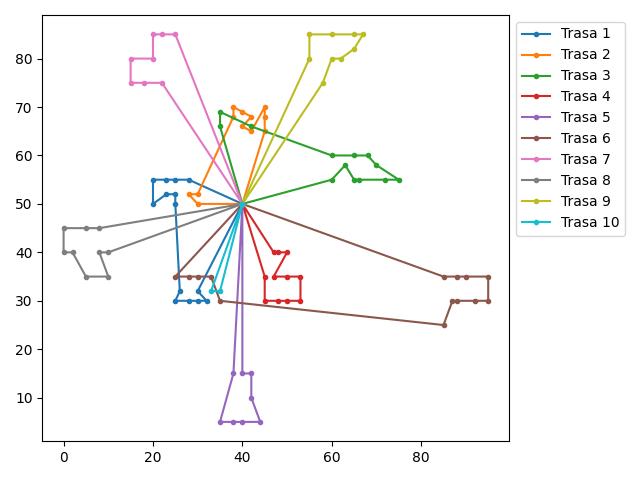 Trasa 1
Trasa 2
Trasa 3
Trasa 4
Trasa 5
Trasa 6
Trasa 7
Trasa 8
Trasa 9
Trasa 10
80
70
60
50
40
30
20
10
0 20 40 60 80